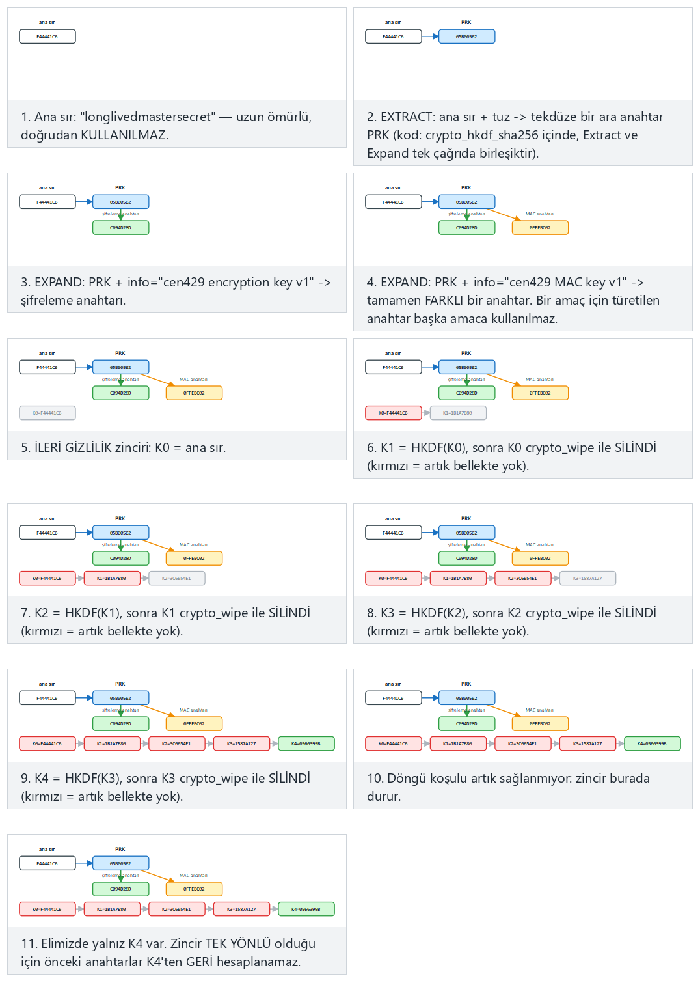 ana sır
F44441C6
1. Ana sır: "longlivedmastersecret" — uzun ömürlü,
doğrudan KULLANILMAZ.
ana sır
PRK
F44441C6
05B00562
2. EXTRACT: ana sır + tuz -> tekdüze bir ara anahtar
PRK (kod: crypto_hkdf_sha256 içinde, Extract ve
Expand tek çağrıda birleşiktir).
ana sır
PRK
F44441C6
05B00562
şifreleme anahtarı
C094D28D
3. EXPAND: PRK + info="cen429 encryption key v1" ->
şifreleme anahtarı.
ana sır
PRK
F44441C6
05B00562
şifreleme anahtarı
MAC anahtarı
C094D28D
0FFEBC02
4. EXPAND: PRK + info="cen429 MAC key v1" ->
tamamen FARKLI bir anahtar. Bir amaç için türetilen
anahtar başka amaca kullanılmaz.
ana sır
PRK
F44441C6
05B00562
şifreleme anahtarı
MAC anahtarı
C094D28D
0FFEBC02
K0=F44441C6
5. İLERİ GİZLİLİK zinciri: K0 = ana sır.
ana sır
PRK
F44441C6
05B00562
şifreleme anahtarı
MAC anahtarı
C094D28D
0FFEBC02
K0=F44441C6
K1=1B1A7B80
6. K1 = HKDF(K0), sonra K0 crypto_wipe ile SİLİNDİ
(kırmızı = artık bellekte yok).
ana sır
PRK
F44441C6
05B00562
şifreleme anahtarı
MAC anahtarı
C094D28D
0FFEBC02
K0=F44441C6
K1=1B1A7B80
K2=3C6654E1
7. K2 = HKDF(K1), sonra K1 crypto_wipe ile SİLİNDİ
(kırmızı = artık bellekte yok).
ana sır
PRK
F44441C6
05B00562
şifreleme anahtarı
MAC anahtarı
C094D28D
0FFEBC02
K0=F44441C6
K1=1B1A7B80
K2=3C6654E1
K3=1587A127
8. K3 = HKDF(K2), sonra K2 crypto_wipe ile SİLİNDİ
(kırmızı = artık bellekte yok).
ana sır
PRK
F44441C6
05B00562
şifreleme anahtarı
MAC anahtarı
C094D28D
0FFEBC02
K0=F44441C6
K1=1B1A7B80
K2=3C6654E1
K3=1587A127
K4=0566399B
9. K4 = HKDF(K3), sonra K3 crypto_wipe ile SİLİNDİ
(kırmızı = artık bellekte yok).
ana sır
PRK
F44441C6
05B00562
şifreleme anahtarı
MAC anahtarı
C094D28D
0FFEBC02
K0=F44441C6
K1=1B1A7B80
K2=3C6654E1
K3=1587A127
K4=0566399B
10. Döngü koşulu artık sağlanmıyor: zincir burada
durur.
ana sır
PRK
F44441C6
05B00562
şifreleme anahtarı
MAC anahtarı
C094D28D
0FFEBC02
K0=F44441C6
K1=1B1A7B80
K2=3C6654E1
K3=1587A127
K4=0566399B
11. Elimizde yalnız K4 var. Zincir TEK YÖNLÜ olduğu
için önceki anahtarlar K4'ten GERİ hesaplanamaz.